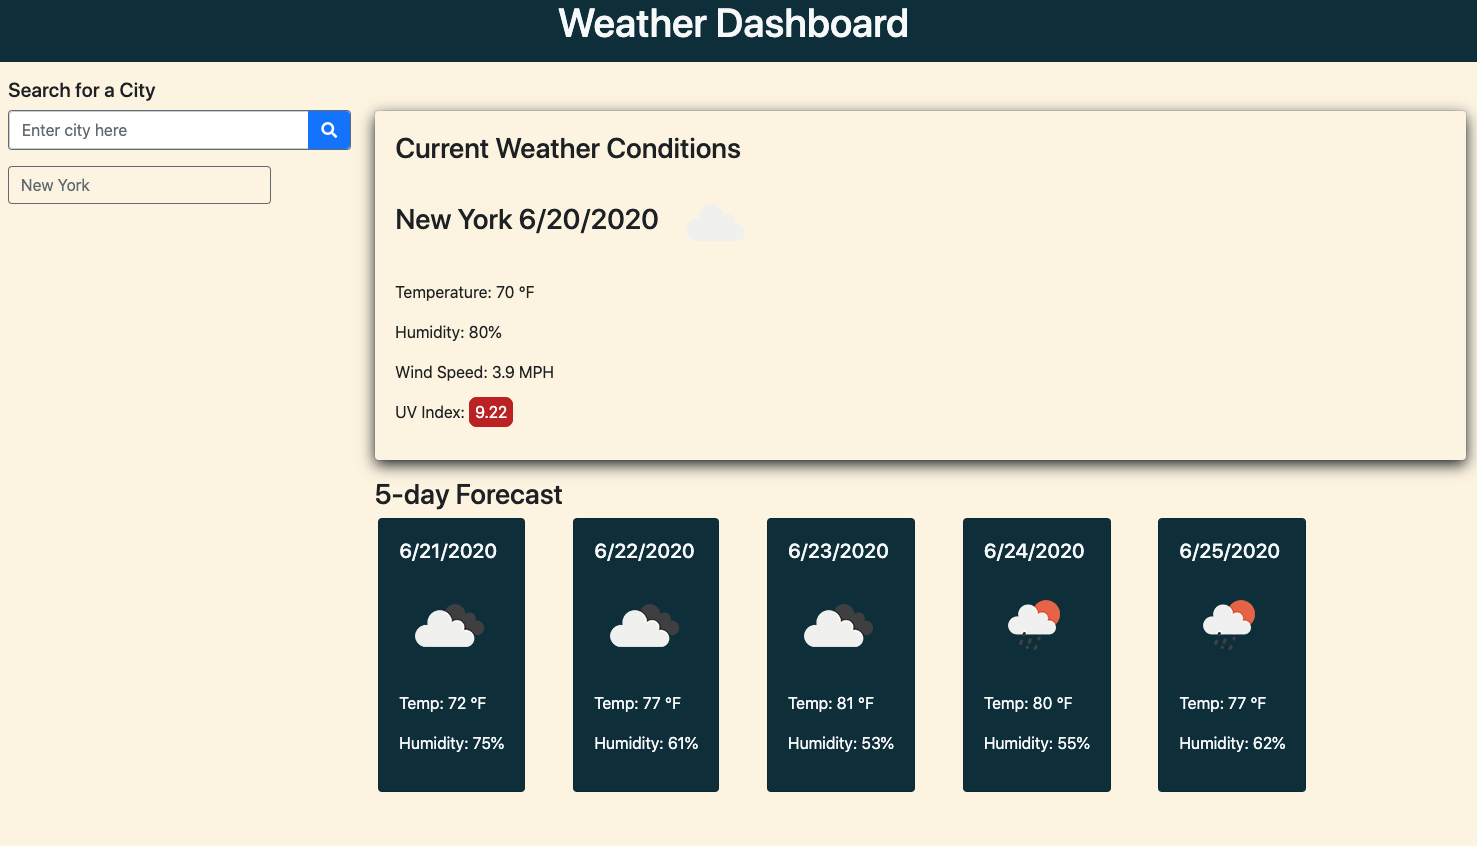 Weather Dashboard
Search for a City
Enter city here
New York
Current Weather Conditions
New York 6/20/2020
Temperature: 70 °F
Humidity: 80%
Wind Speed: 3.9 MPH
UV Index: 9.22
5-day Forecast
6/21/2020
Temp: 72 °F
Humidity: 75%
6/22/2020
Temp: 77 °F
Humidity: 61%
6/23/2020
Temp: 81 °F
Humidity: 53%
6/24/2020
Temp: 80 °F
Humidity: 55%
6/25/2020
Temp: 77 °F
Humidity: 62%